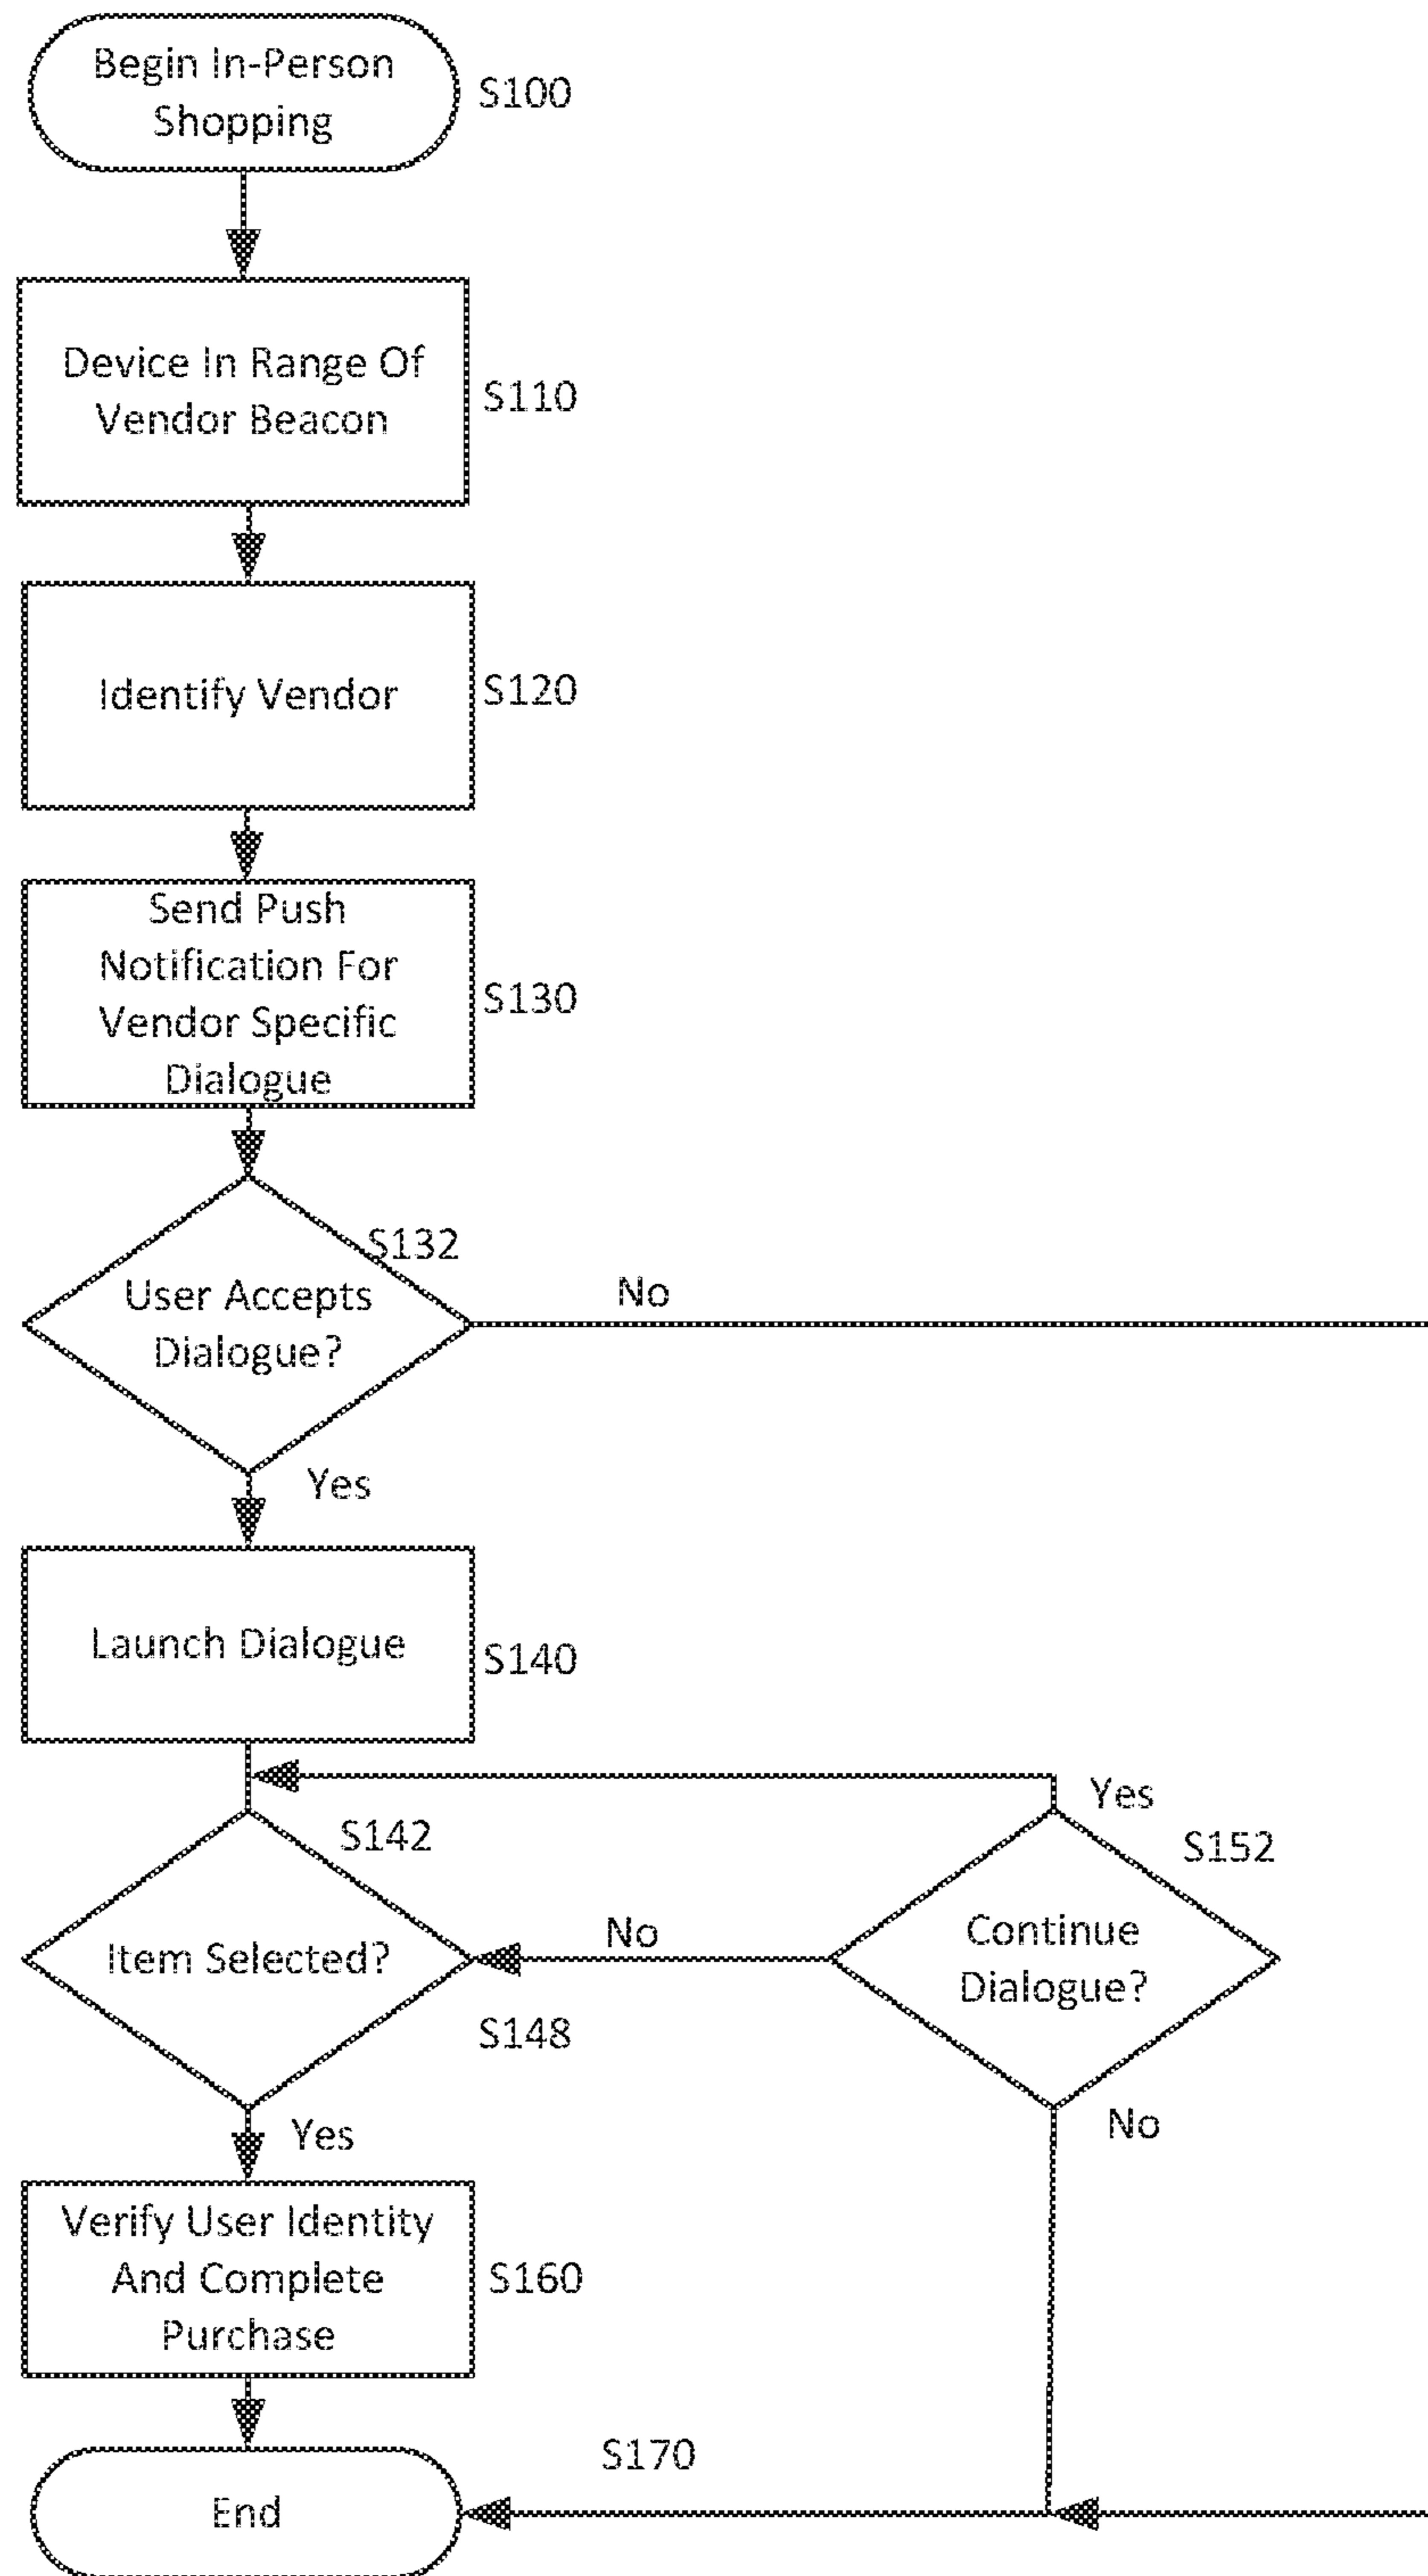 Begin In-Person
Shopping
S100
Device In Range Of
Vendor Beacon
S110
Identify Vendor
S120
Send Push
Notification For
Vendor Specific
Dialogue
S130
S132
User Accepts
Dialogue?
No
Yes
Launch Dialogue
S140
Yes
S142
S152
Item Selected?
No
Continue
Dialogue?
S148
Yes
No
Verify User Identity
And Complete
Purchase
S160
S170
End